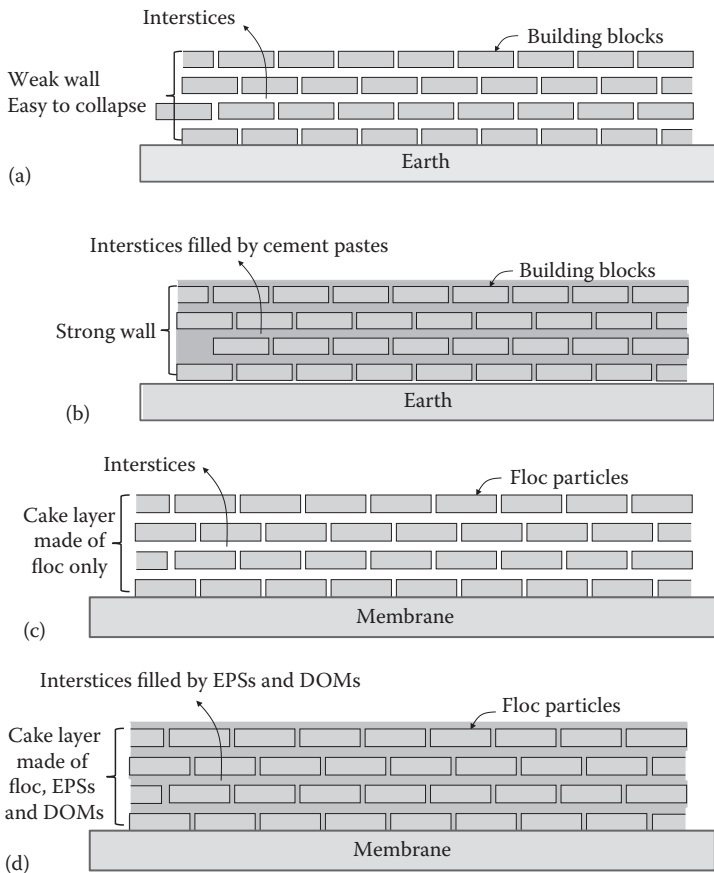 Interstices
Building blocks
Weak wall
Easy to collapse
Earth
(a)
Interstices filled by cement pastes
Building blocks
Strong wall
Earth
(b)
Interstices
Floc particles
Cake layer
made of
floc only
Membrane
(c)
Interstices filled by EPSs and DOMs
Floc particles
Cake layer
made of
floc, EPSs
and DOMs
Membrane
(d)